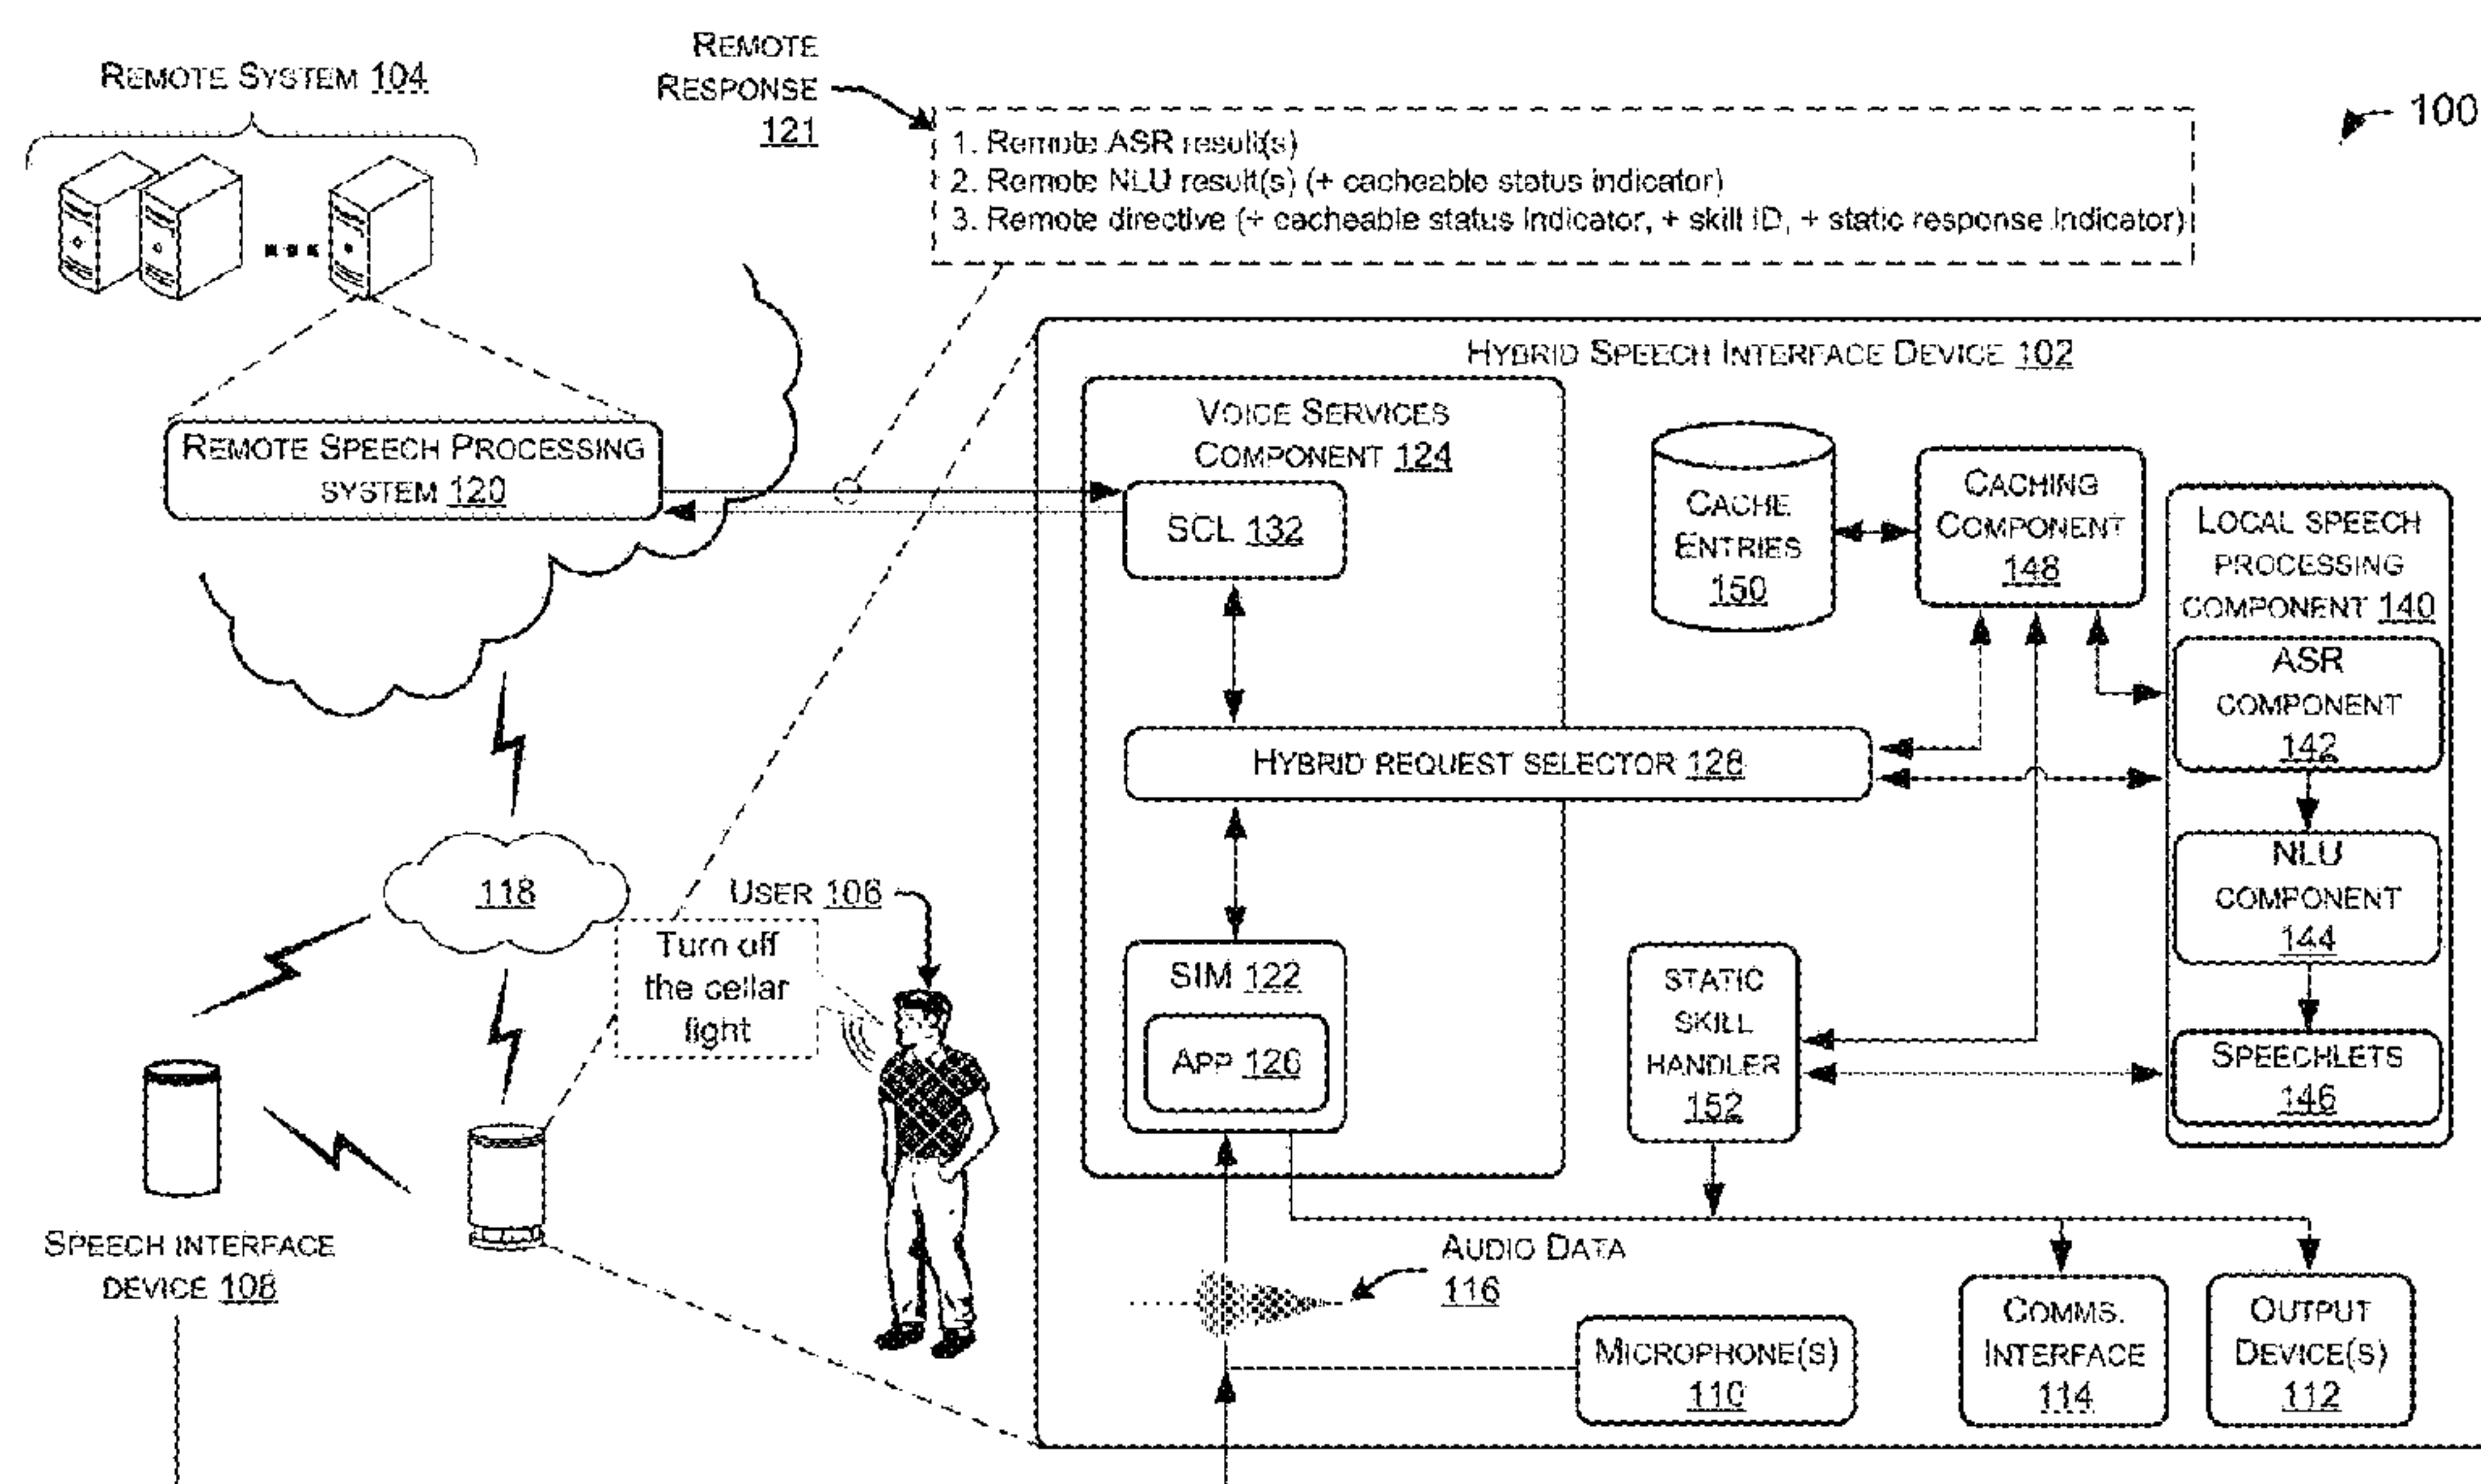 REMOTE SYSTEM 104
REMOTE
RESPONSE
121
1. Remote ASR result(s)
2. Remote NLU result(s) (+ cacheable status indicator)
3. Remote directive (+ cacheable status indicator, + skill ID, + static response indicator)
100
REMOTE SPEECH PROCESSING
SYSTEM 120
HYBRID SPEECH INTERFACE DEVICE 102
VOICE SERVICES
COMPONENT 124
SCL 132
CACHE
ENTRIES
150
CACHING
COMPONENT
148
LOCAL SPEECH
PROCESSING
COMPONENT 140
ASR
COMPONENT
142
HYBRID REQUEST SELECTOR 128
NLU
COMPONENT
144
118
USER 106
Turn off
the cellar
light
SIM 122
APP 126
STATIC
SKILL
HANDLER
152
SPEECHLETS
146
SPEECH INTERFACE
DEVICE 108
AUDIO DATA
116
MICROPHONE(S)
110
COMMS.
INTERFACE
114
OUTPUT
DEVICE(S)
112